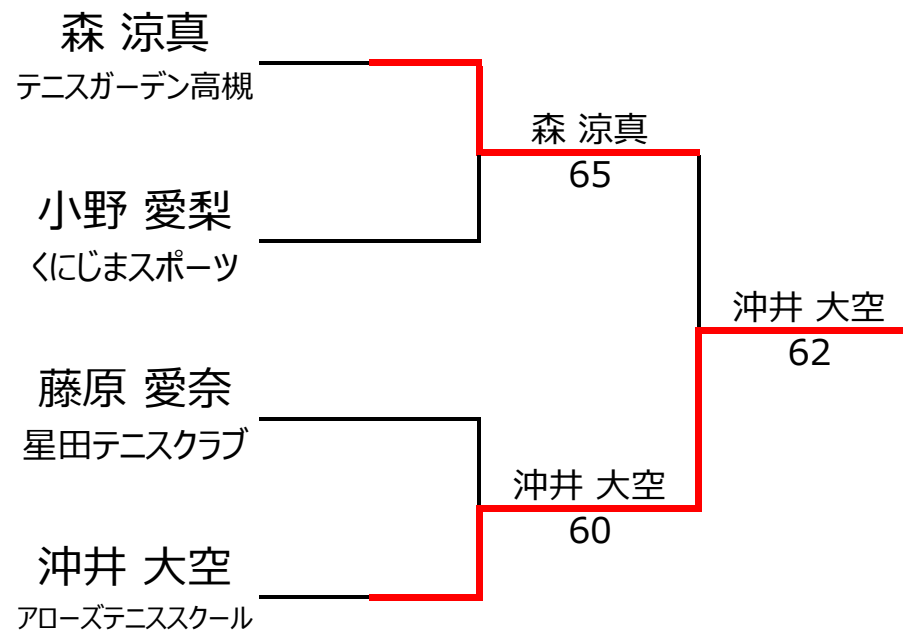 森 涼真
テニスガーデン高槻
森 涼真
65
小野 愛梨
くにじまスポーツ
沖井 大空
62
藤原 愛奈
星田テニスクラブ
沖井 大空
60
沖井 大空
アローズテニススクール